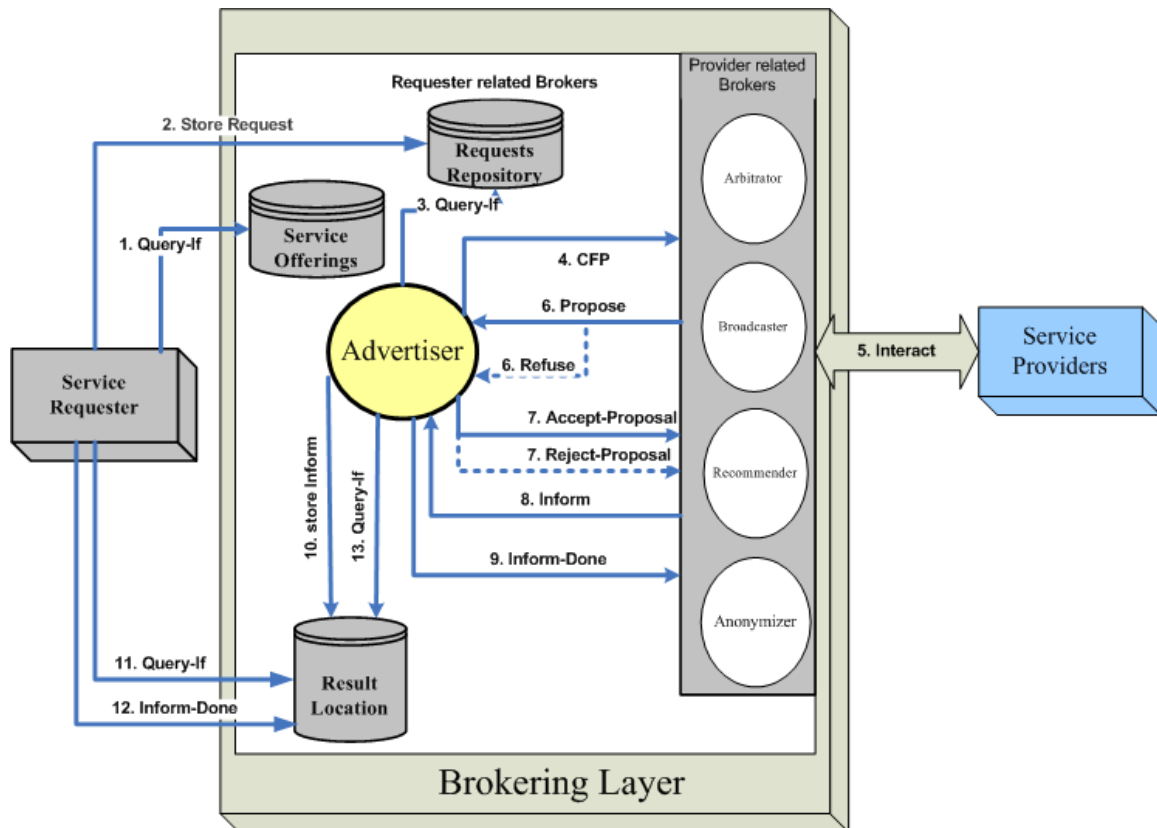 Provider related
Brokers
Requester related Brokers
2. Store Request
Requests
Repository
Arbitrator
3. Query-If
1. Query-If
Service
Offerings
4. CFP
6. Propose
Broadcaster
5. Interact
Service
Providers
Advertiser
6. Refuse
Service
Requester
7. Accept-Proposal
7. Reject-Proposal
Recommender
8. Inform
10. store Inform
13. Query-If
9. Inform-Done
Anonymizer
11. Query-If
Result
Location
12. Inform-Done
Brokering Layer